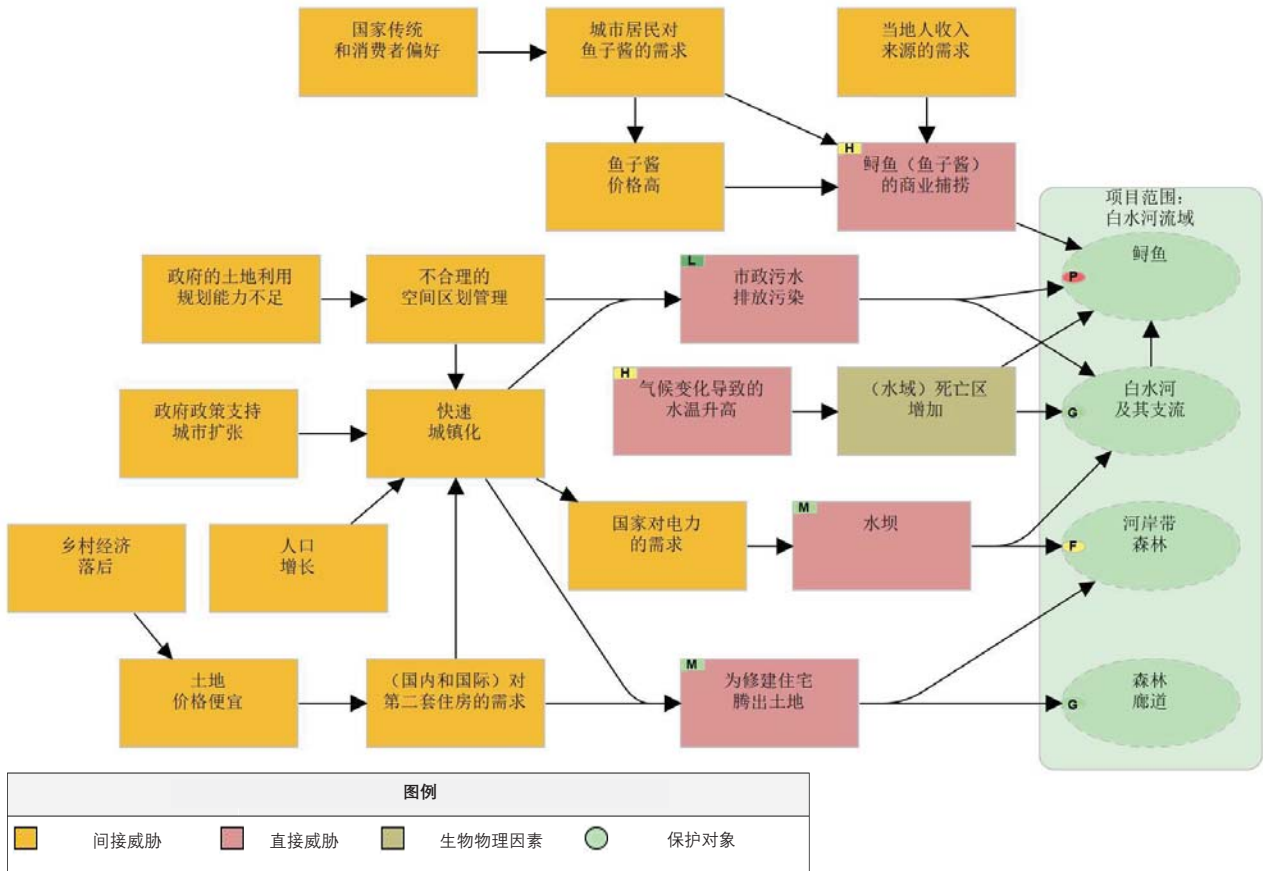 国家传统
和消费者偏好
城市居民对
鱼子酱的需求
当地人收入
来源的需求
鱼子酱
价格高
H
鲟鱼（鱼子酱）
的商业捕捞
项目范围：
白水河流域
鲟鱼
P
政府的土地利用
规划能力不足
不合理的
空间区划管理
L
市政污水
排放污染
政府政策支持
城市扩张
快速
城镇化
H
气候变化导致的
水温升高
（水域）死亡区
增加
白水河
及其支流
G
乡村经济
落后
人口
增长
国家对电力
的需求
M
水坝
河岸带
森林
F
土地
价格便宜
（国内和国际）对
第二套住房的需求
M
为修建住宅
腾出土地
森林
廊道
G
图例
间接威胁
直接威胁
生物物理因素
保护对象